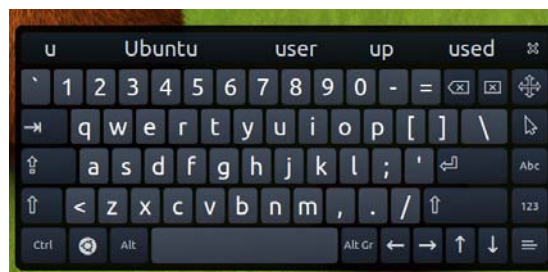 u Ubuntu user up used
` 1 2 3 4 5 6 7 8 9 0 - =
q w e r t y u i o p [ ] \
a s d f g h j k l ; ' Abc
< z x c v b n m , . / 123
Ctrl Alt Alt Gr ← → ↑ ↓